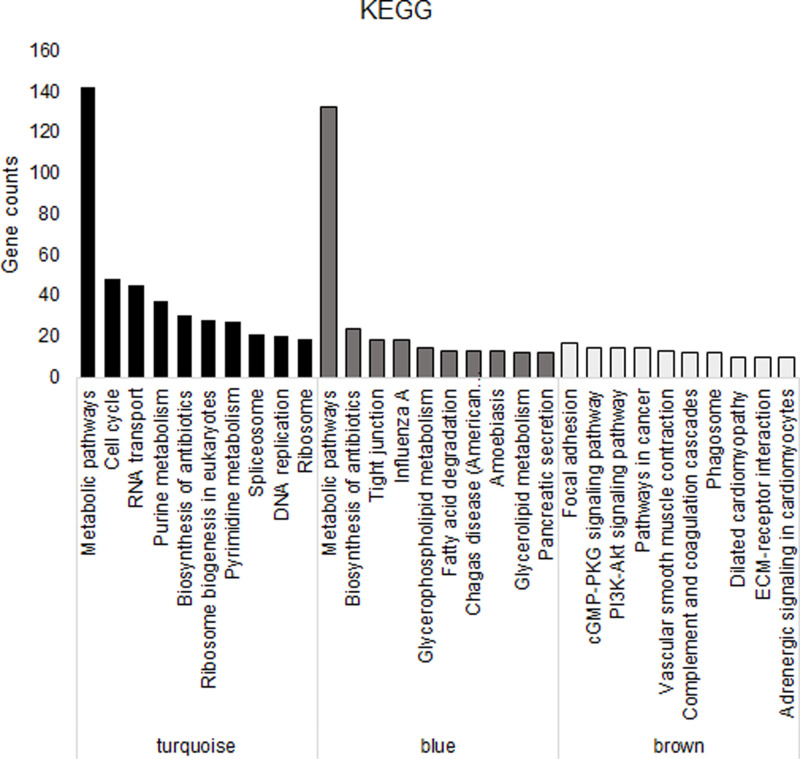 KEGG
Gene counts
160
140
120
100
80
60
40
20
0
Metabolic pathways
Cell cycle
RNA transport
Purine metabolism
Biosynthesis of antibiotics
Ribosome biogenesis in eukaryotes
Pyrimidine metabolism
Spliceosome
DNA replication
Ribosome
Metabolic pathways
Biosynthesis of antibiotics
Tight junction
Influenza A
Glycerophospholipid metabolism
Fatty acid degradation
Chagas disease (American...
Amoebiasis
Glycerolipid metabolism
Pancreatic secretion
Focal adhesion
cGMP-PKG signaling pathway
PI3K-Akt signaling pathway
Pathways in cancer
Vascular smooth muscle contraction
Complement and coagulation cascades
Phagosome
Dilated cardiomyopathy
ECM-receptor interaction
Adrenergic signaling in cardiomyocytes
turquoise
blue
brown